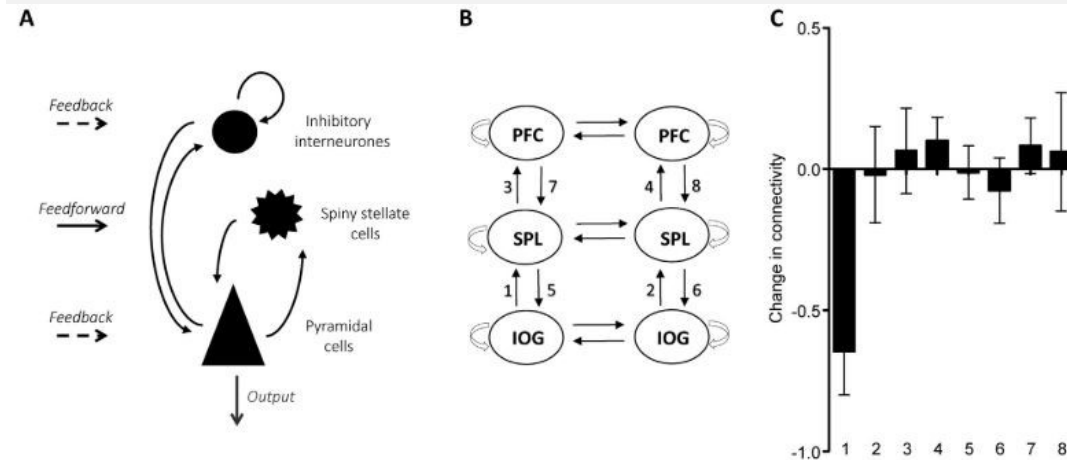 A
Feedback
Inhibitory
interneurones
Feedforward
Spiny stellate
cells
Feedback
Pyramidal
cells
Output
B
PFC PFC
3 7 4 8
SPL SPL
1 5 2 6
IOG IOG
C
Change in connectivity
0.5
0.0
-0.5
-1.0
1 2 3 4 5 6 7 8